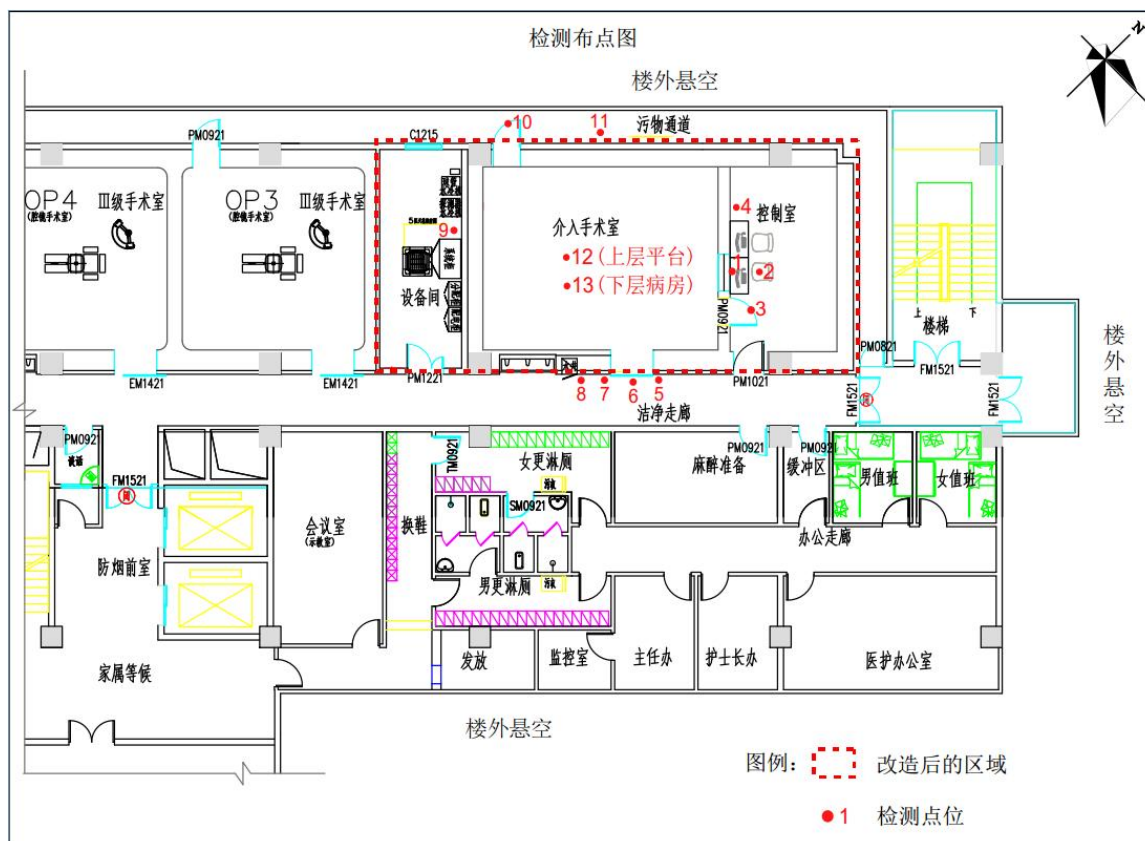 检测布点图
N
楼外悬空
10
11
污物通道
PM0921
C1215
OP4
(腔镜手术室)
III级手术室
OP3
(腔镜手术室)
III级手术室
9
系统柜
设备间
介入手术室
12(上层平台)
13(下层病房)
4
控制室
1
2
3
PM0921
楼梯
上
下
楼外悬空
EM1421
EM1421
PM1221
8
7
6
5
PM1021
PM0821
FM1521
FM1521
FM1521
洁净走廊
PM0921
FM1521
会议室
(示教室)
换鞋
TM0921
女更淋厕
SM0921
麻醉准备
PM0921
缓冲区
PM0921
男值班
女值班
办公走廊
防烟前室
男更淋厕
家属等候
发放
监控室
主任办
护士长办
医护办公室
楼外悬空
图例：
改造后的区域
1
检测点位